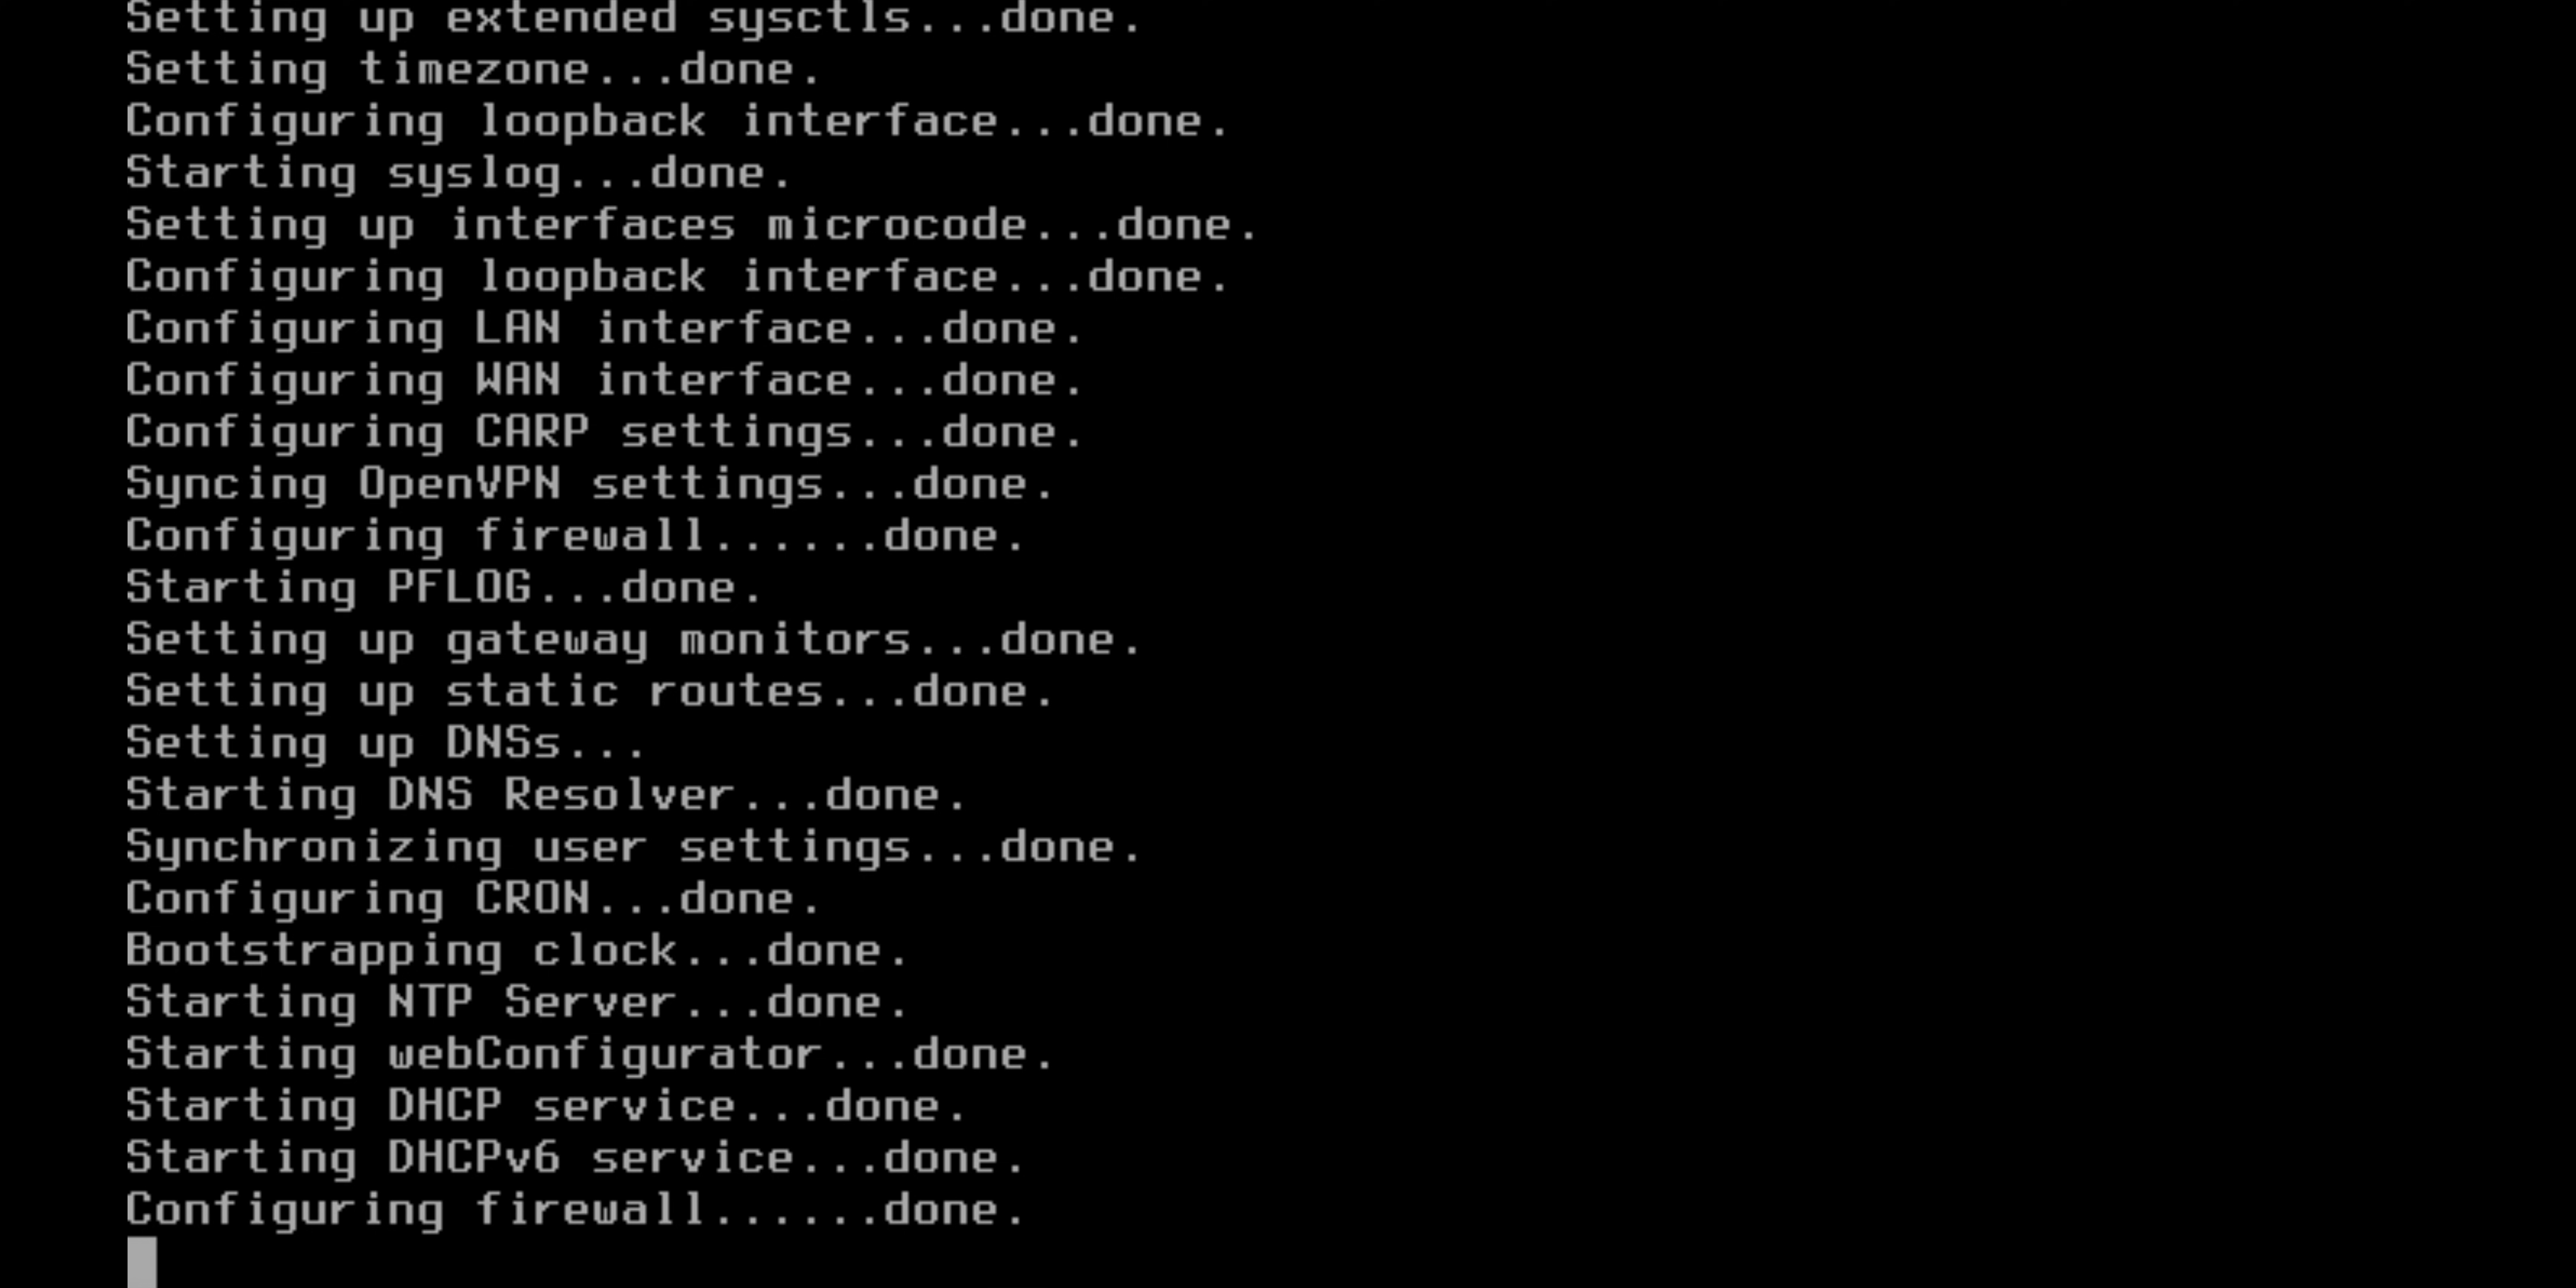 Setting up extended sysctls...done.
Setting timezone...done.
Configuring loopback interface...done.
Starting syslog...done.
Setting up interfaces microcode...done.
Configuring loopback interface...done.
Configuring LAN interface...done.
Configuring WAN interface...done.
Configuring CARP settings...done.
Syncing OpenVPN settings...done.
Configuring firewall......done.
Starting PFLOG...done.
Setting up gateway monitors...done.
Setting up static routes...done.
Setting up DNSs...
Starting DNS Resolver...done.
Synchronizing user settings...done.
Configuring CRON...done.
Bootstrapping clock...done.
Starting NTP Server...done.
Starting webConfigurator...done.
Starting DHCP service...done.
Starting DHCPv6 service...done.
Configuring firewall......done.